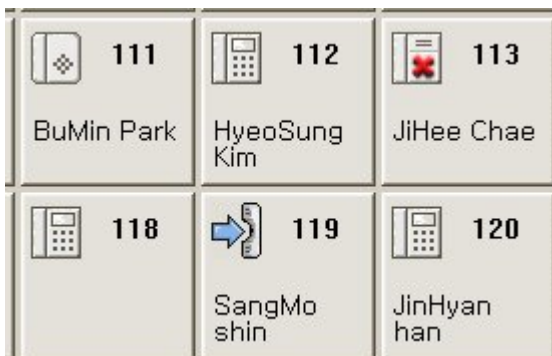 111
BuMin Park
112
HyeoSung
Kim
113
JiHee Chae
118
119
SangMo
shin
120
JinHyan
han